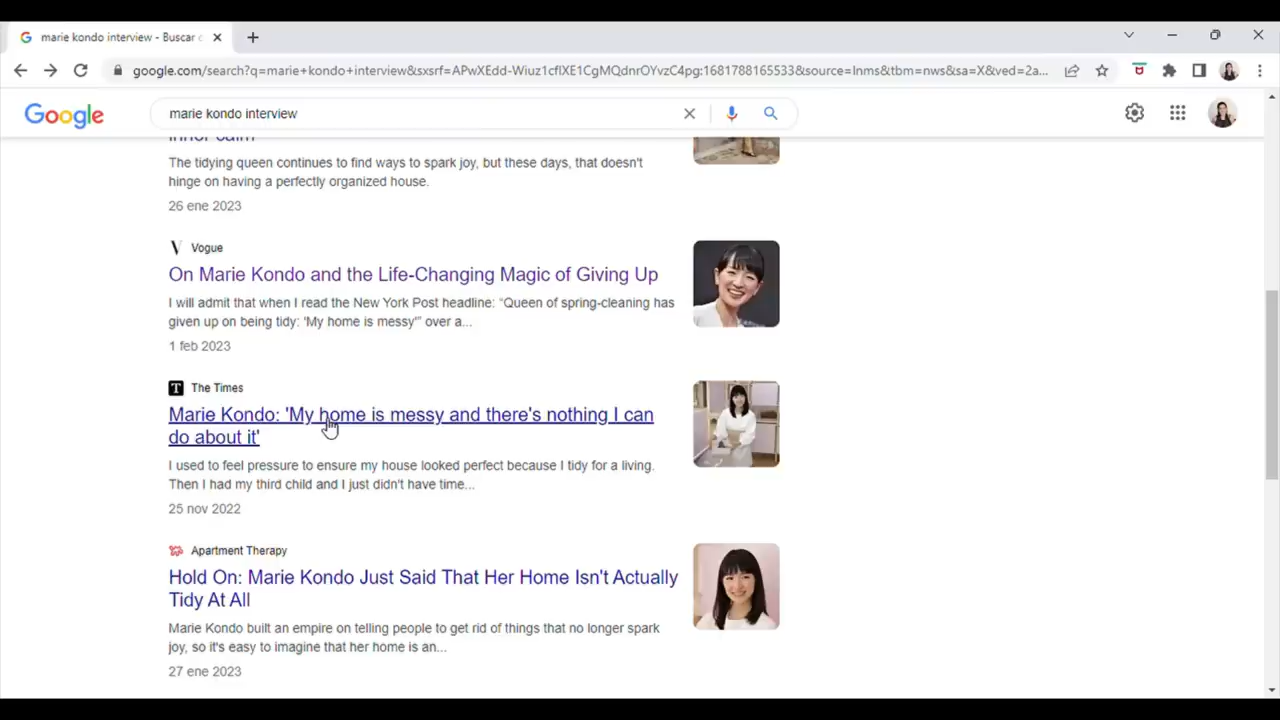 marie kondo interview - Buscar c
google.com/search?q=marie+kondo+interview&sxsrf=APwXEdd-Wiuz1cflXE1CgMQdnrOYvzC4pg:1681788165533&source=lnms&tbm=nws&sa=X&ved=2a...
Google
marie kondo interview
inner calm
The tidying queen continues to find ways to spark joy, but these days, that doesn't
hinge on having a perfectly organized house.
26 ene 2023
Vogue
On Marie Kondo and the Life-Changing Magic of Giving Up
I will admit that when I read the New York Post headline: “Queen of spring-cleaning has
given up on being tidy: 'My home is messy'” over a...
1 feb 2023
The Times
Marie Kondo: 'My home is messy and there's nothing I can
do about it'
I used to feel pressure to ensure my house looked perfect because I tidy for a living.
Then I had my third child and I just didn't have time...
25 nov 2022
Apartment Therapy
Hold On: Marie Kondo Just Said That Her Home Isn't Actually
Tidy At All
Marie Kondo built an empire on telling people to get rid of things that no longer spark
joy, so it's easy to imagine that her home is an...
27 ene 2023